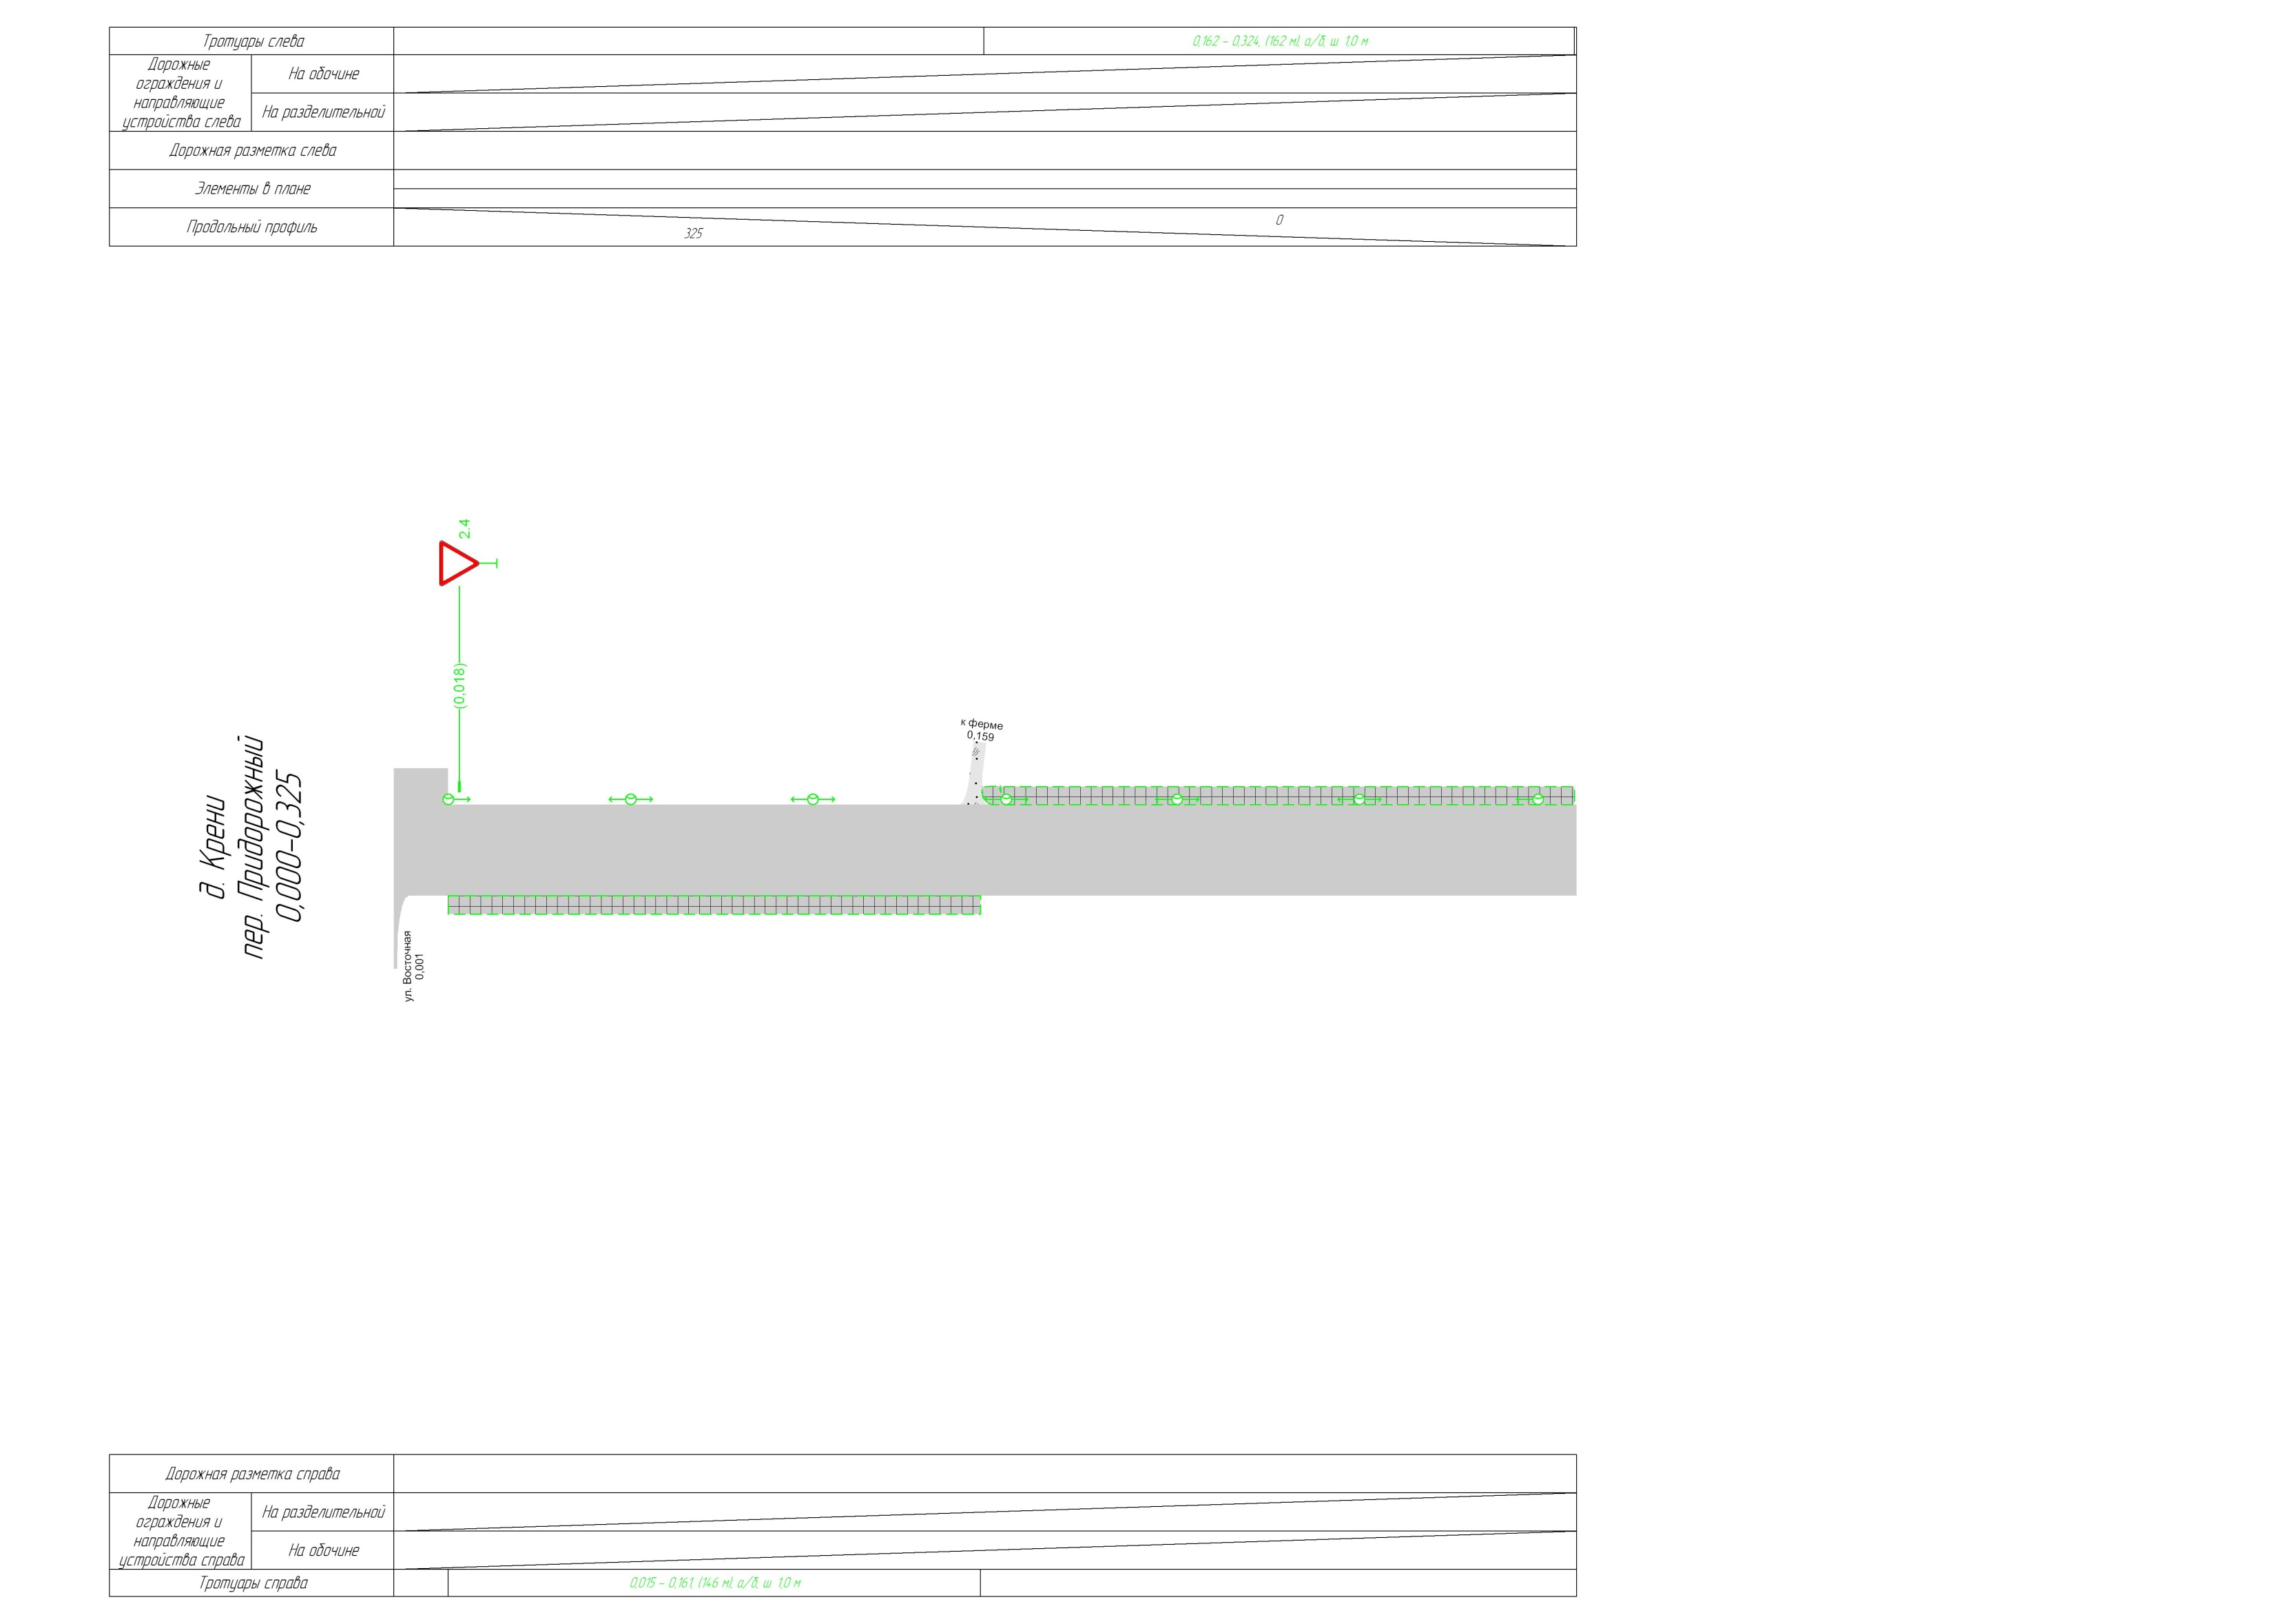 Тротуары слева
0,162 – 0,324, (162 м), а/б, ш 1,0 м
Дорожные
ограждения и
направляющие
устройства слева
На обочине
На разделительной
Дорожная разметка слева
Элементы в плане
Продольный профиль
325
0
2.4
(0,018)
к ферме
0,159
д. Крени
пер. Придорожный
0,000-0,325
ул. Восточная
0,001
Дорожная разметка справа
Дорожные
ограждения и
направляющие
устройства справа
На разделительной
На обочине
Тротуары справа
0,015 – 0,161, (146 м), а/б, ш 1,0 м